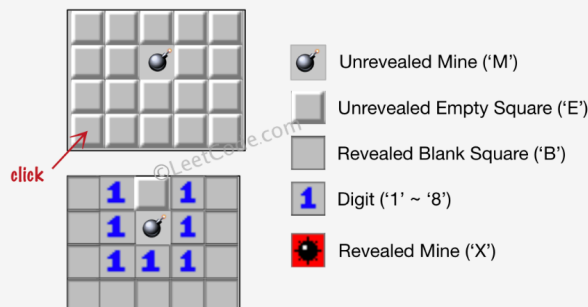 Unrevealed Mine (‘M’)
Unrevealed Empty Square (‘E’)
©LeetCode.com
Revealed Blank Square (‘B’)
click
1 1
1 Digit (‘1’ ~ ‘8’)
1 1
Revealed Mine (‘X’)
1 1 1